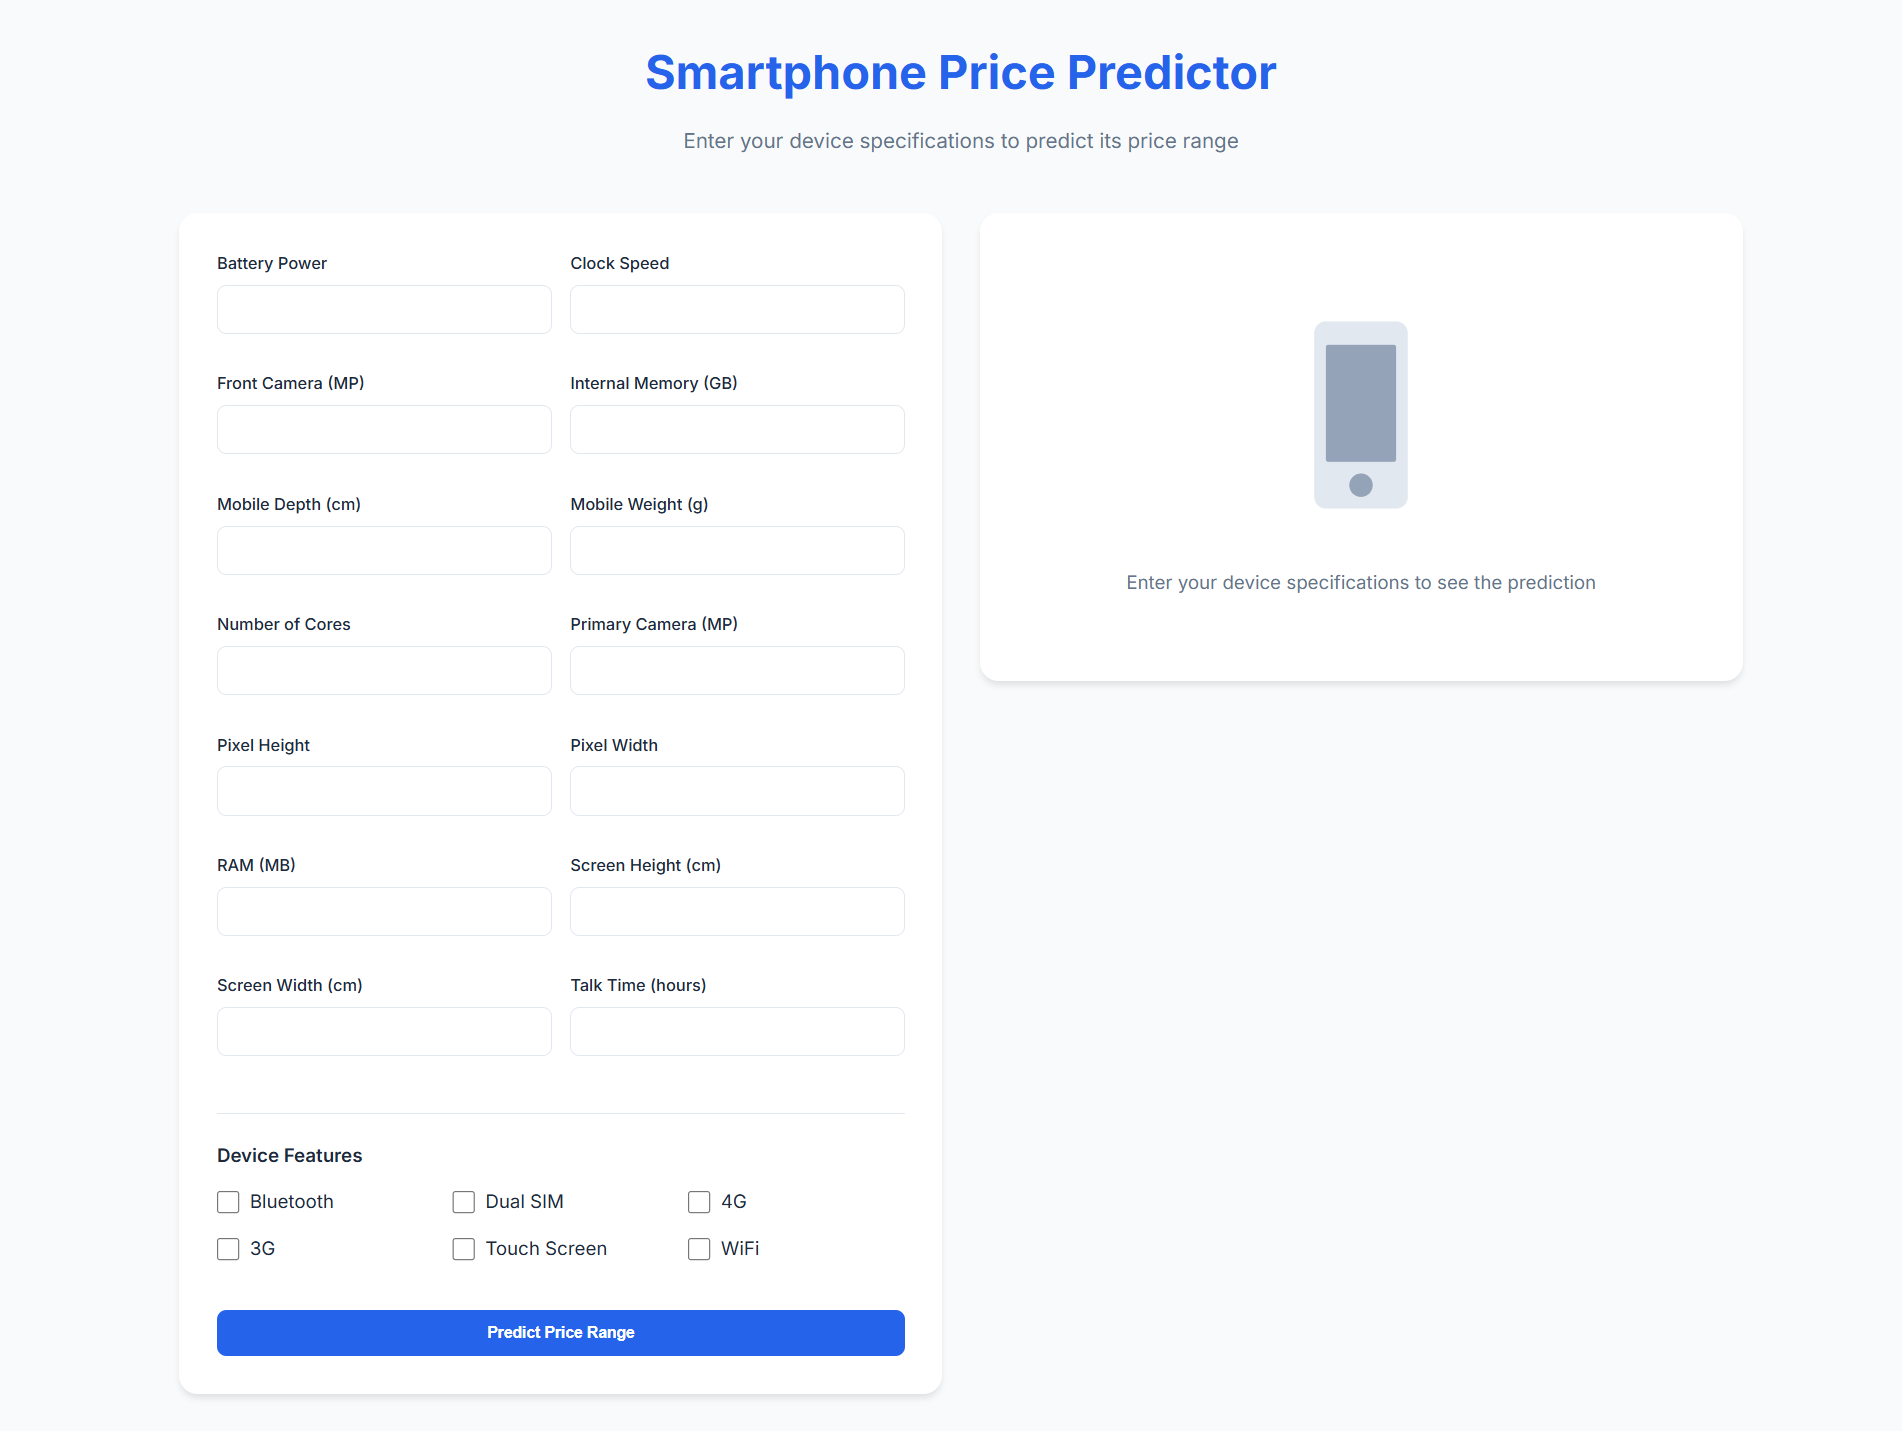 Smartphone Price Predictor
Enter your device specifications to predict its price range
Battery Power
Clock Speed
Front Camera (MP)
Internal Memory (GB)
Mobile Depth (cm)
Mobile Weight (g)
Number of Cores
Primary Camera (MP)
Pixel Height
Pixel Width
RAM (MB)
Screen Height (cm)
Screen Width (cm)
Talk Time (hours)
Device Features
Bluetooth
Dual SIM
4G
3G
Touch Screen
WiFi
Predict Price Range
Enter your device specifications to see the prediction